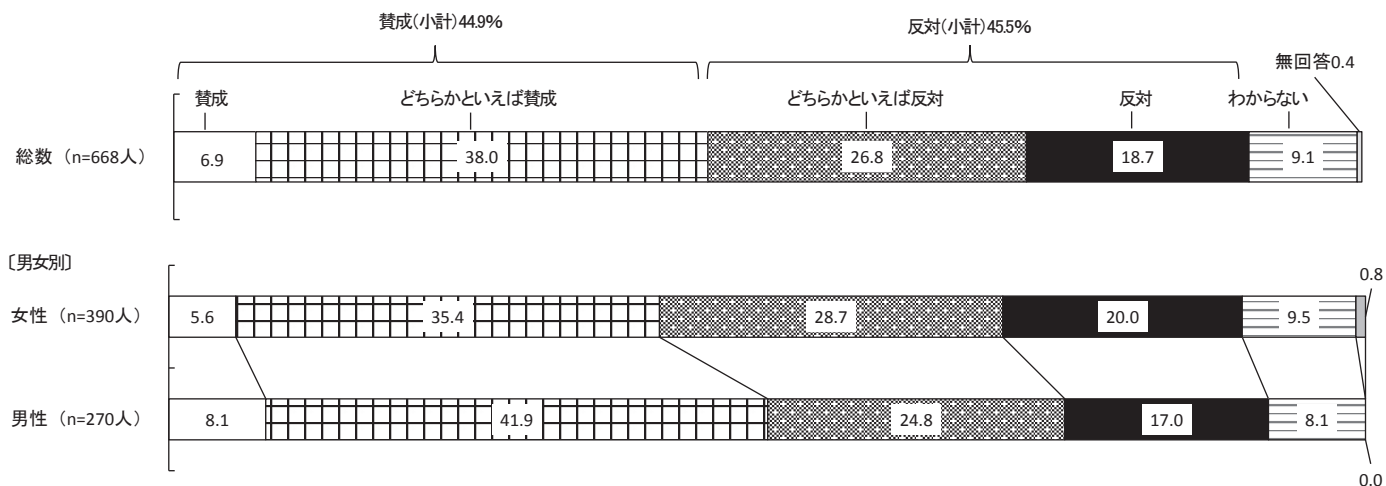 賛成(小計)44.9%
反対(小計)45.5%
無回答0.4
賛成
どちらかといえば賛成
どちらかといえば反対
反対
わからない
総数（n=668人）
6.9
38.0
26.8
18.7
9.1
〔男女別〕
0.8
女性（n=390人）
5.6
35.4
28.7
20.0
9.5
男性（n=270人）
8.1
41.9
24.8
17.0
8.1
0.0